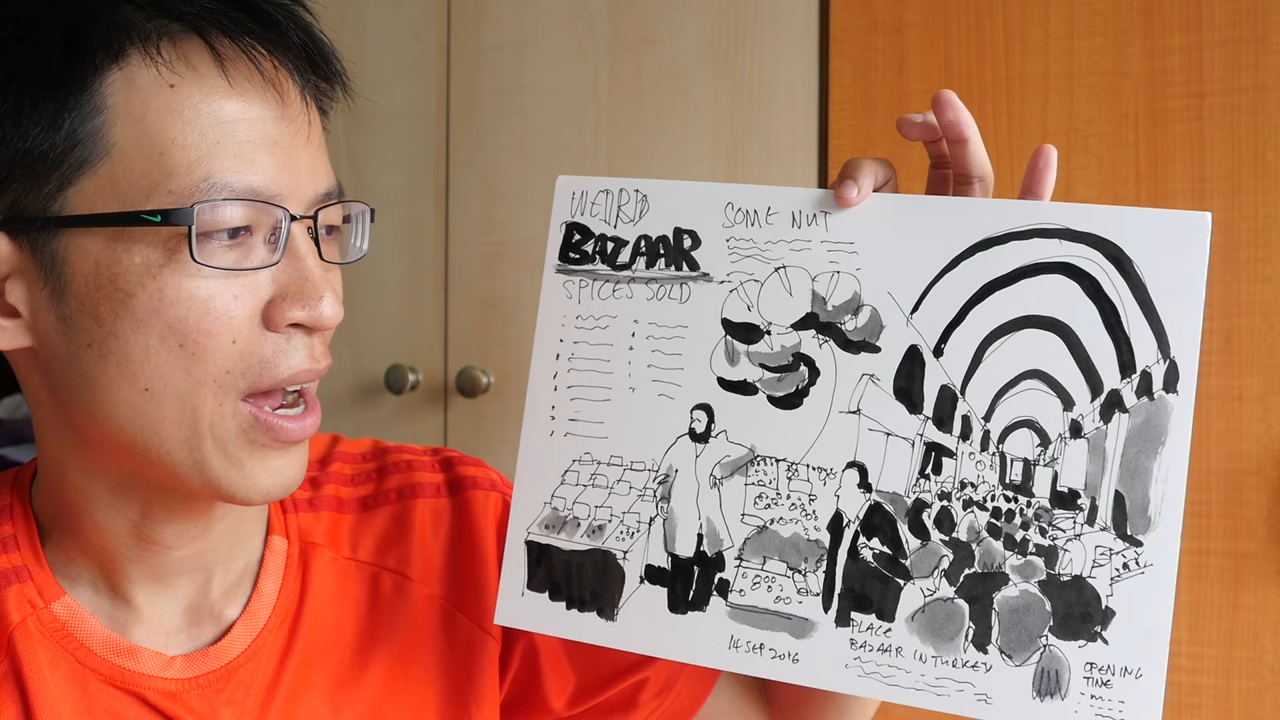 WEIRD
BAZAAR
SPICES SOLD
SOME NUT
14 SEP 2016
PLACE
BAZAAR IN TURKEY
OPENING
TIME